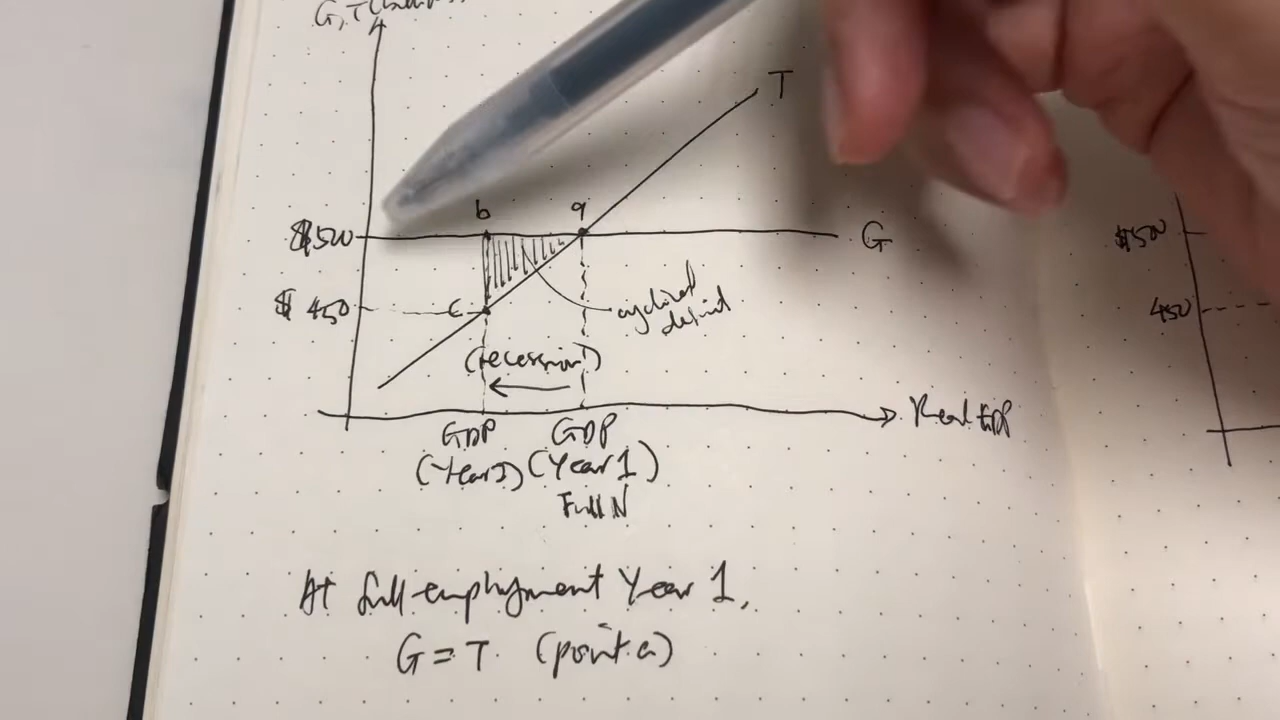 G, T (
T
b a
$500 G
$ 450 c cyclical
deficit
(recession)
Real GDP
GDP GDP
(Year 2) (Year 1)
Full N
At full-employment Year 1,
G = T (point a)
$500
450